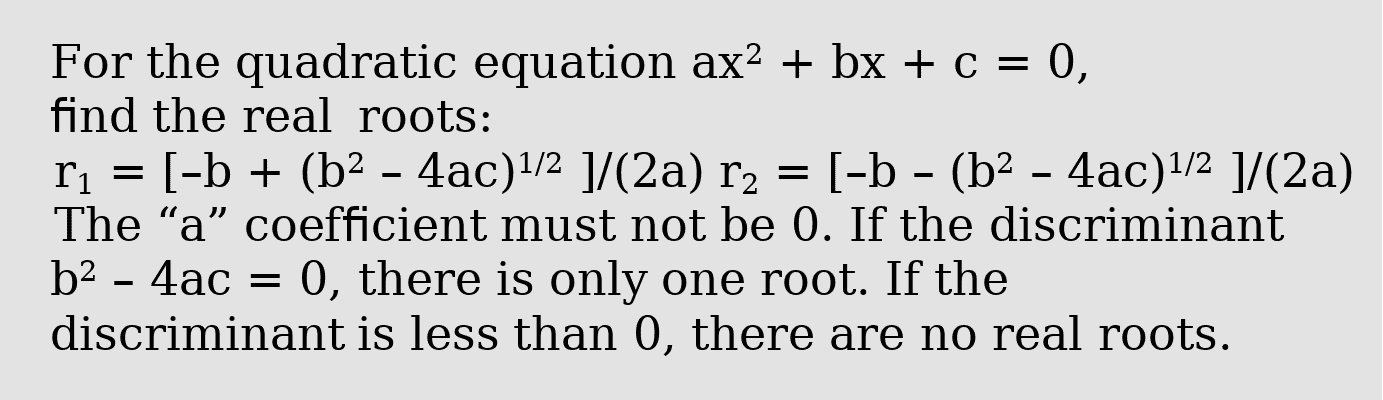 For the quadratic equation ax² + bx + c = 0,
find the real roots:
r₁ = [–b + (b² – 4ac)¹/² ]/(2a) r₂ = [–b – (b² – 4ac)¹/² ]/(2a)
The “a” coefficient must not be 0. If the discriminant
b² – 4ac = 0, there is only one root. If the
discriminant is less than 0, there are no real roots.